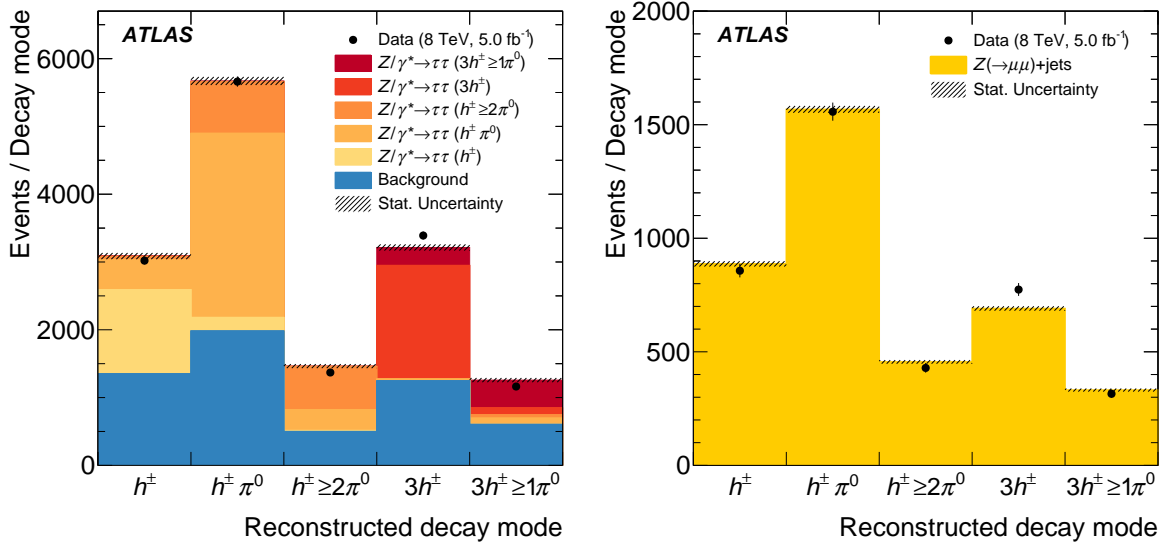 ATLAS
Data (8 TeV, 5.0 fb⁻¹)
Z/γ*→ττ (3h± ≥1π⁰)
Z/γ*→ττ (3h±)
Z/γ*→ττ (h± ≥2π⁰)
Z/γ*→ττ (h± π⁰)
Z/γ*→ττ (h±)
Background
Stat. Uncertainty
Events / Decay mode
6000
4000
2000
0
h± h± π⁰ h± ≥2π⁰ 3h± 3h± ≥1π⁰
Reconstructed decay mode
ATLAS
Data (8 TeV, 5.0 fb⁻¹)
Z(→μμ)+jets
Stat. Uncertainty
Events / Decay mode
2000
1500
1000
500
0
h± h± π⁰ h± ≥2π⁰ 3h± 3h± ≥1π⁰
Reconstructed decay mode